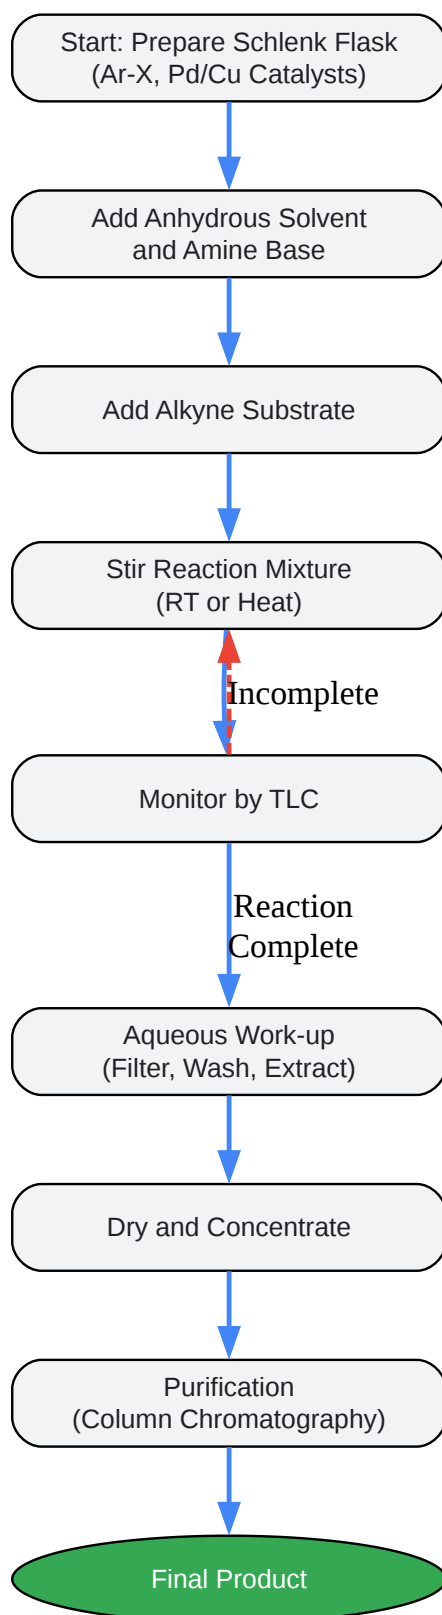 Start: Prepare Schlenk Flask
(Ar-X, Pd/Cu Catalysts)
Add Anhydrous Solvent
and Amine Base
Add Alkyne Substrate
Stir Reaction Mixture
(RT or Heat)
Incomplete
Monitor by TLC
Reaction
Complete
Aqueous Work-up
(Filter, Wash, Extract)
Dry and Concentrate
Purification
(Column Chromatography)
Final Product